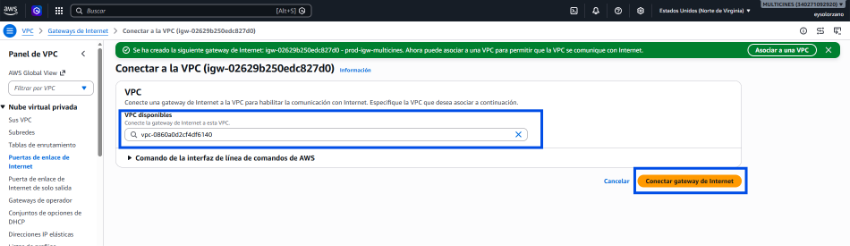 aws
Buscar
[Alt+S]
Estados Unidos (Norte de Virginia)
MULTICINES (540271092920)
aysolorzano
VPC > Gateways de Internet > Conectar a la VPC (igw-02629b250edc827d0)
Panel de VPC
AWS Global View
Filtrar por VPC
Nube virtual privada
Sus VPC
Subredes
Tablas de enrutamiento
Puertas de enlace de
Internet
Puerta de enlace de
Internet de solo salida
Gateways de operador
Conjuntos de opciones de
DHCP
Direcciones IP elásticas
Se ha creado la siguiente gateway de Internet: igw-02629b250edc827d0 - prod-igw-multicines. Ahora puede asociar a una VPC para permitir que la VPC se comunique con Internet.
Asociar a una VPC
Conectar a la VPC (igw-02629b250edc827d0) Información
VPC
Conecte una gateway de Internet a la VPC para habilitar la comunicación con Internet. Especifique la VPC que desea asociar a continuación.
VPC disponibles
Conecte la gateway de Internet a esta VPC.
vpc-0860a0d2cf4df6140
Comando de la interfaz de línea de comandos de AWS
Cancelar
Conectar gateway de Internet